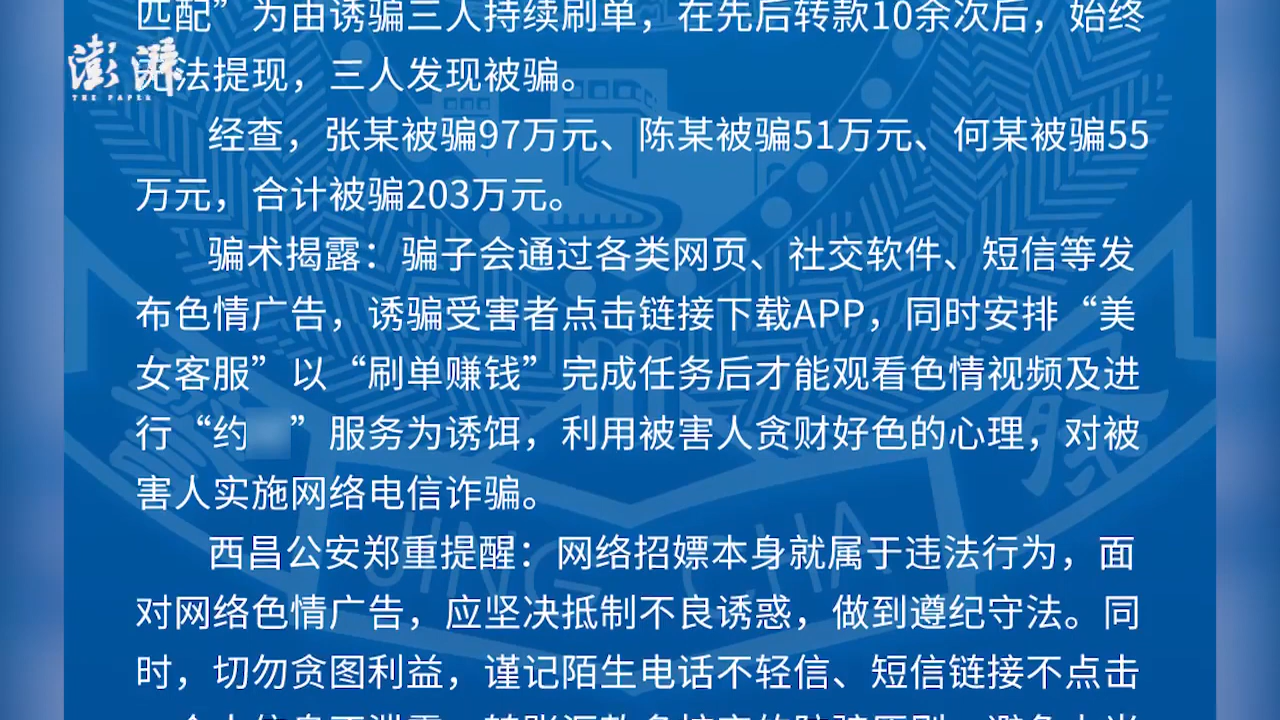 匹配”为由诱骗三人持续刷单，在先后转款10余次后，始终
澎湃
THE PAPER
无法提现，三人发现被骗。
经查，张某被骗97万元、陈某被骗51万元、何某被骗55
万元，合计被骗203万元。
骗术揭露：骗子会通过各类网页、社交软件、短信等发
布色情广告，诱骗受害者点击链接下载APP，同时安排“美
女客服”以“刷单赚钱”完成任务后才能观看色情视频及进
行“约 ”服务为诱饵，利用被害人贪财好色的心理，对被
害人实施网络电信诈骗。
西昌公安郑重提醒：网络招嫖本身就属于违法行为，面
对网络色情广告，应坚决抵制不良诱惑，做到遵纪守法。同
时，切勿贪图利益，谨记陌生电话不轻信、短信链接不点击
JING CHA